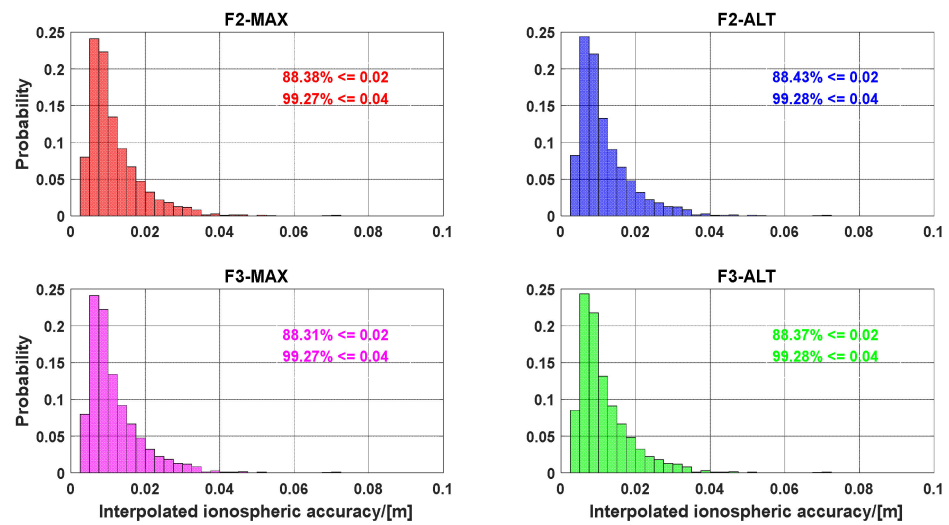 F2-MAX
0.25
0.2
0.15
0.1
0.05
0
Probability
88.38% <= 0.02
99.27% <= 0.04
0 0.02 0.04 0.06 0.08 0.1
F2-ALT
0.25
0.2
0.15
0.1
0.05
0
88.43% <= 0.02
99.28% <= 0.04
0 0.02 0.04 0.06 0.08 0.1
F3-MAX
0.25
0.2
0.15
0.1
0.05
0
Probability
88.31% <= 0.02
99.27% <= 0.04
0 0.02 0.04 0.06 0.08 0.1
Interpolated ionospheric accuracy/[m]
F3-ALT
0.25
0.2
0.15
0.1
0.05
0
88.37% <= 0.02
99.28% <= 0.04
0 0.02 0.04 0.06 0.08 0.1
Interpolated ionospheric accuracy/[m]